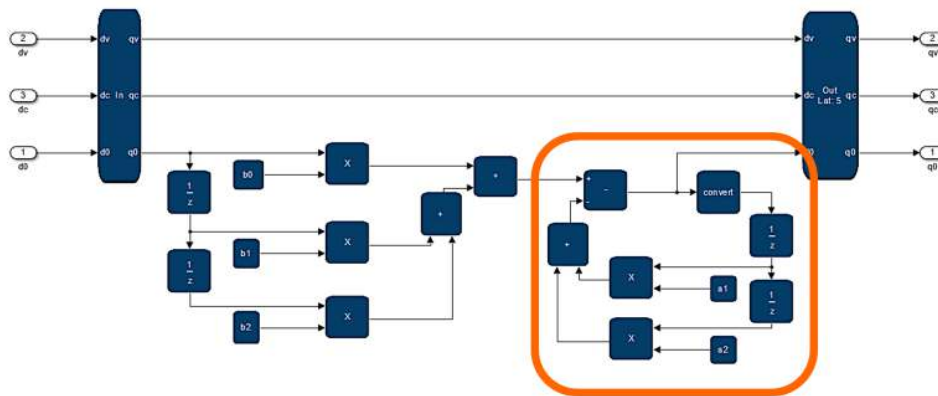 2
dv
3
dc
1
d0
dv
qv
dc
In
qc
d0
q0
1
z
1
z
b0
b1
b2
X
X
X
+
+
+
-
-
convert
+
1
z
1
z
X
a1
X
a2
dv
qv
Out
dc
qc
Lat: 5
d0
q0
2
qv
3
qc
1
q0